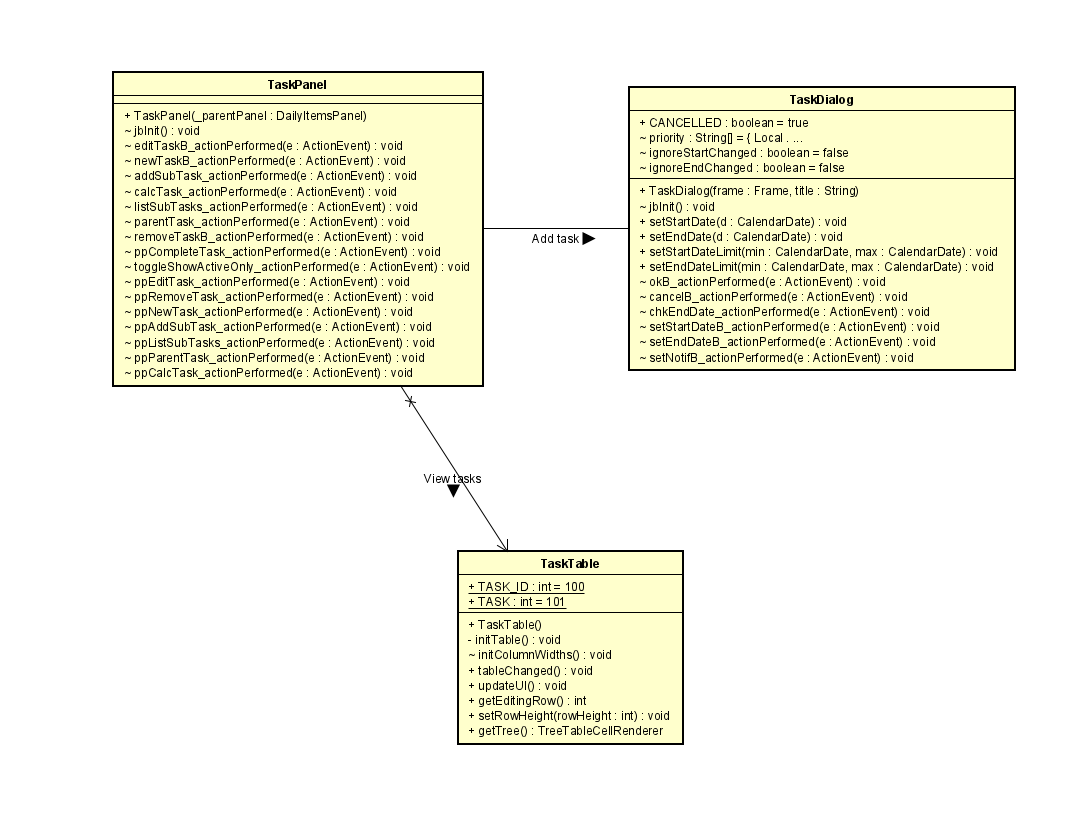 TaskPanel
+ TaskPanel(_parentPanel : DailyItemsPanel)
~ jbInit() : void
~ editTaskB_actionPerformed(e : ActionEvent) : void
~ newTaskB_actionPerformed(e : ActionEvent) : void
~ addSubTask_actionPerformed(e : ActionEvent) : void
~ calcTask_actionPerformed(e : ActionEvent) : void
~ listSubTasks_actionPerformed(e : ActionEvent) : void
~ parentTask_actionPerformed(e : ActionEvent) : void
~ removeTaskB_actionPerformed(e : ActionEvent) : void
~ ppCompleteTask_actionPerformed(e : ActionEvent) : void
~ toggleShowActiveOnly_actionPerformed(e : ActionEvent) : void
~ ppEditTask_actionPerformed(e : ActionEvent) : void
~ ppRemoveTask_actionPerformed(e : ActionEvent) : void
~ ppNewTask_actionPerformed(e : ActionEvent) : void
~ ppAddSubTask_actionPerformed(e : ActionEvent) : void
~ ppListSubTasks_actionPerformed(e : ActionEvent) : void
~ ppParentTask_actionPerformed(e : ActionEvent) : void
~ ppCalcTask_actionPerformed(e : ActionEvent) : void
Add task
TaskDialog
+ CANCELLED : boolean = true
~ priority : String[] = { Local . ...
~ ignoreStartChanged : boolean = false
~ ignoreEndChanged : boolean = false
+ TaskDialog(frame : Frame, title : String)
~ jbInit() : void
+ setStartDate(d : CalendarDate) : void
+ setEndDate(d : CalendarDate) : void
+ setStartDateLimit(min : CalendarDate, max : CalendarDate) : void
+ setEndDateLimit(min : CalendarDate, max : CalendarDate) : void
~ okB_actionPerformed(e : ActionEvent) : void
~ cancelB_actionPerformed(e : ActionEvent) : void
~ chkEndDate_actionPerformed(e : ActionEvent) : void
~ setStartDateB_actionPerformed(e : ActionEvent) : void
~ setEndDateB_actionPerformed(e : ActionEvent) : void
~ setNotifB_actionPerformed(e : ActionEvent) : void
View tasks
TaskTable
+ TASK_ID : int = 100
+ TASK : int = 101
+ TaskTable()
- initTable() : void
~ initColumnWidths() : void
+ tableChanged() : void
+ updateUI() : void
+ getEditingRow() : int
+ setRowHeight(rowHeight : int) : void
+ getTree() : TreeTableCellRenderer